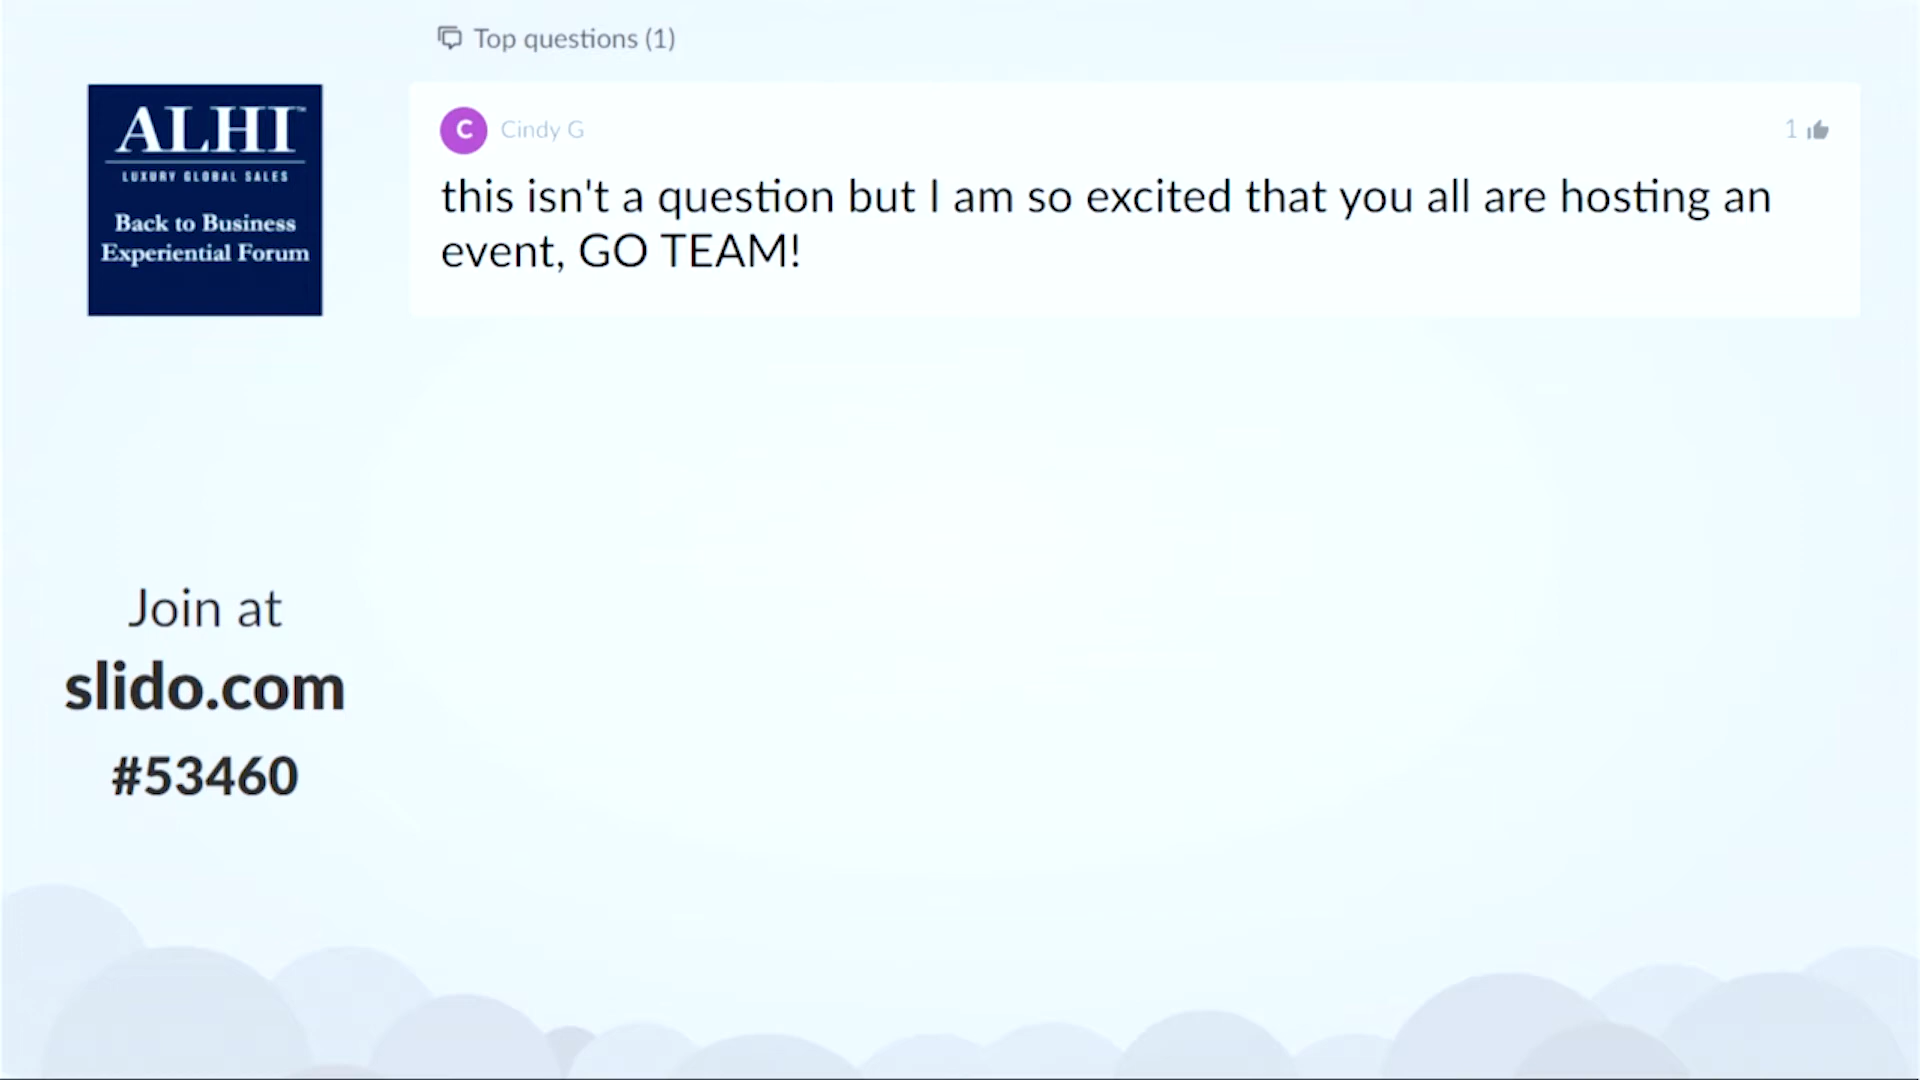 Top questions (1)
ALHI™
LUXURY GLOBAL SALES
Back to Business
Experiential Forum
C Cindy G
1
this isn't a question but I am so excited that you all are hosting an
event, GO TEAM!
Join at
slido.com
#53460